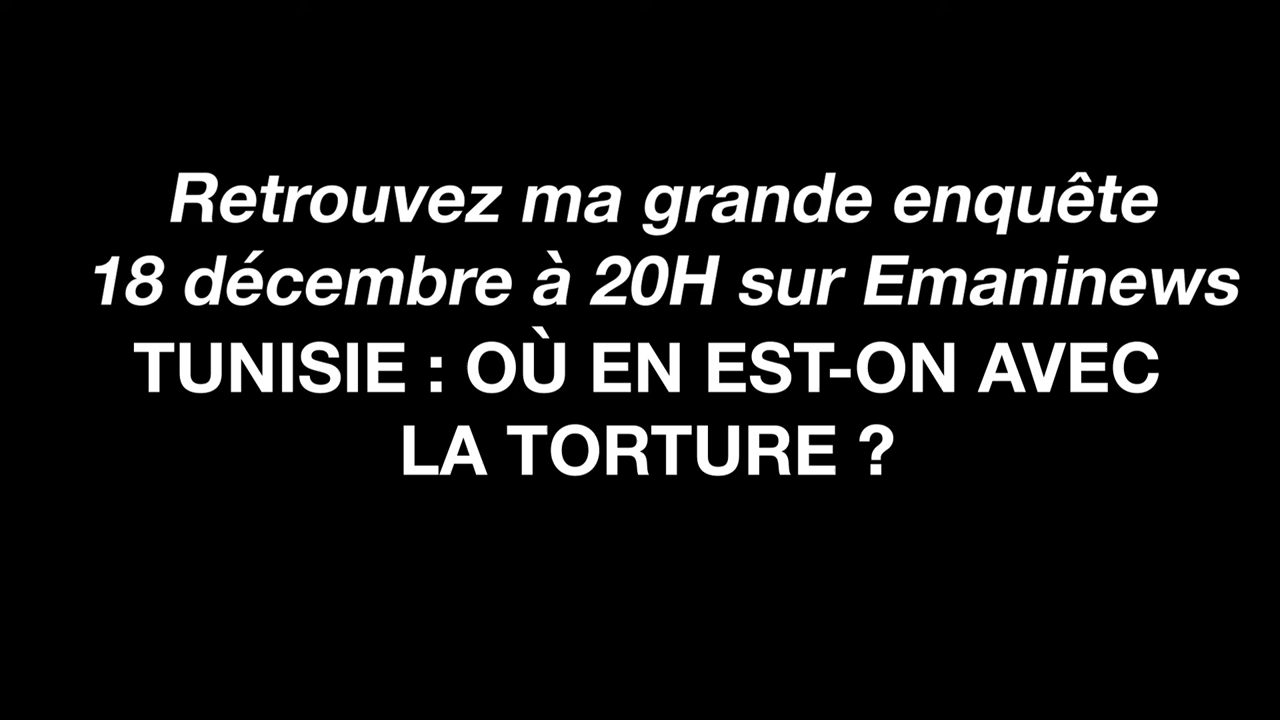 Retrouvez ma grande enquête
18 décembre à 20H sur Emaninews
TUNISIE : OÙ EN EST-ON AVEC
LA TORTURE ?